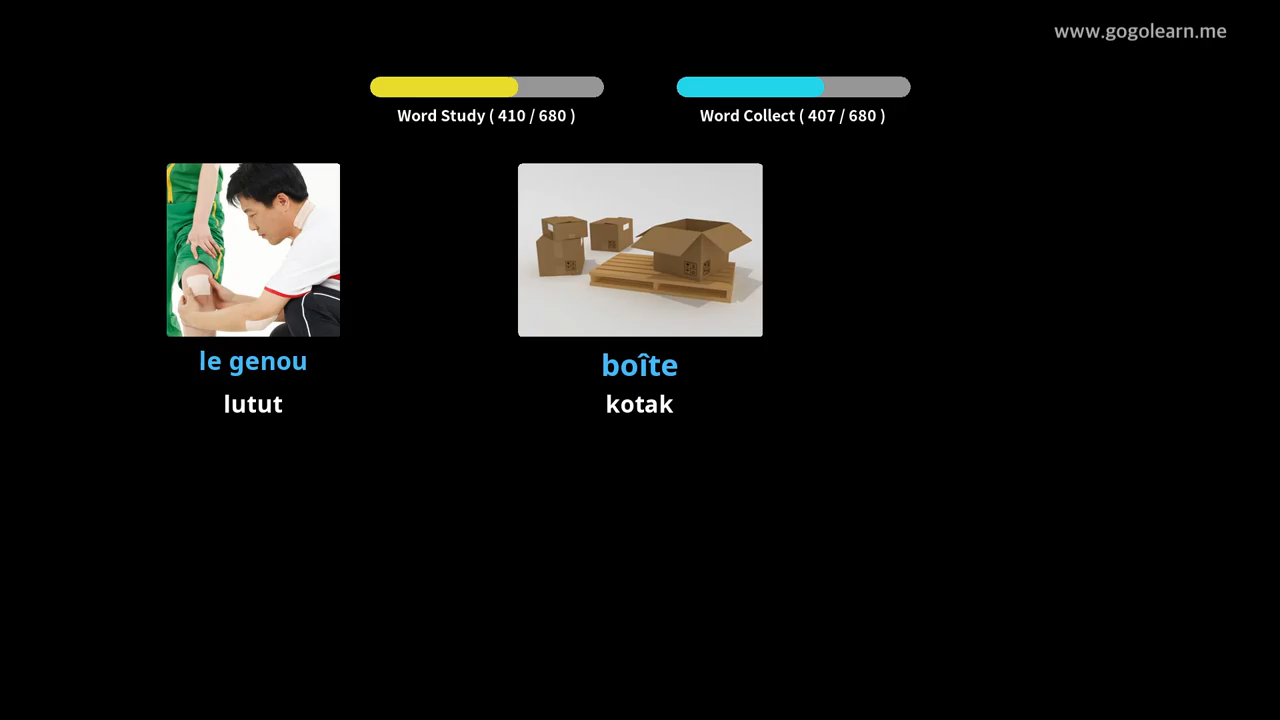 www.gogolearn.me
Word Study ( 410 / 680 )
Word Collect ( 407 / 680 )
le genou
lutut
boîte
kotak